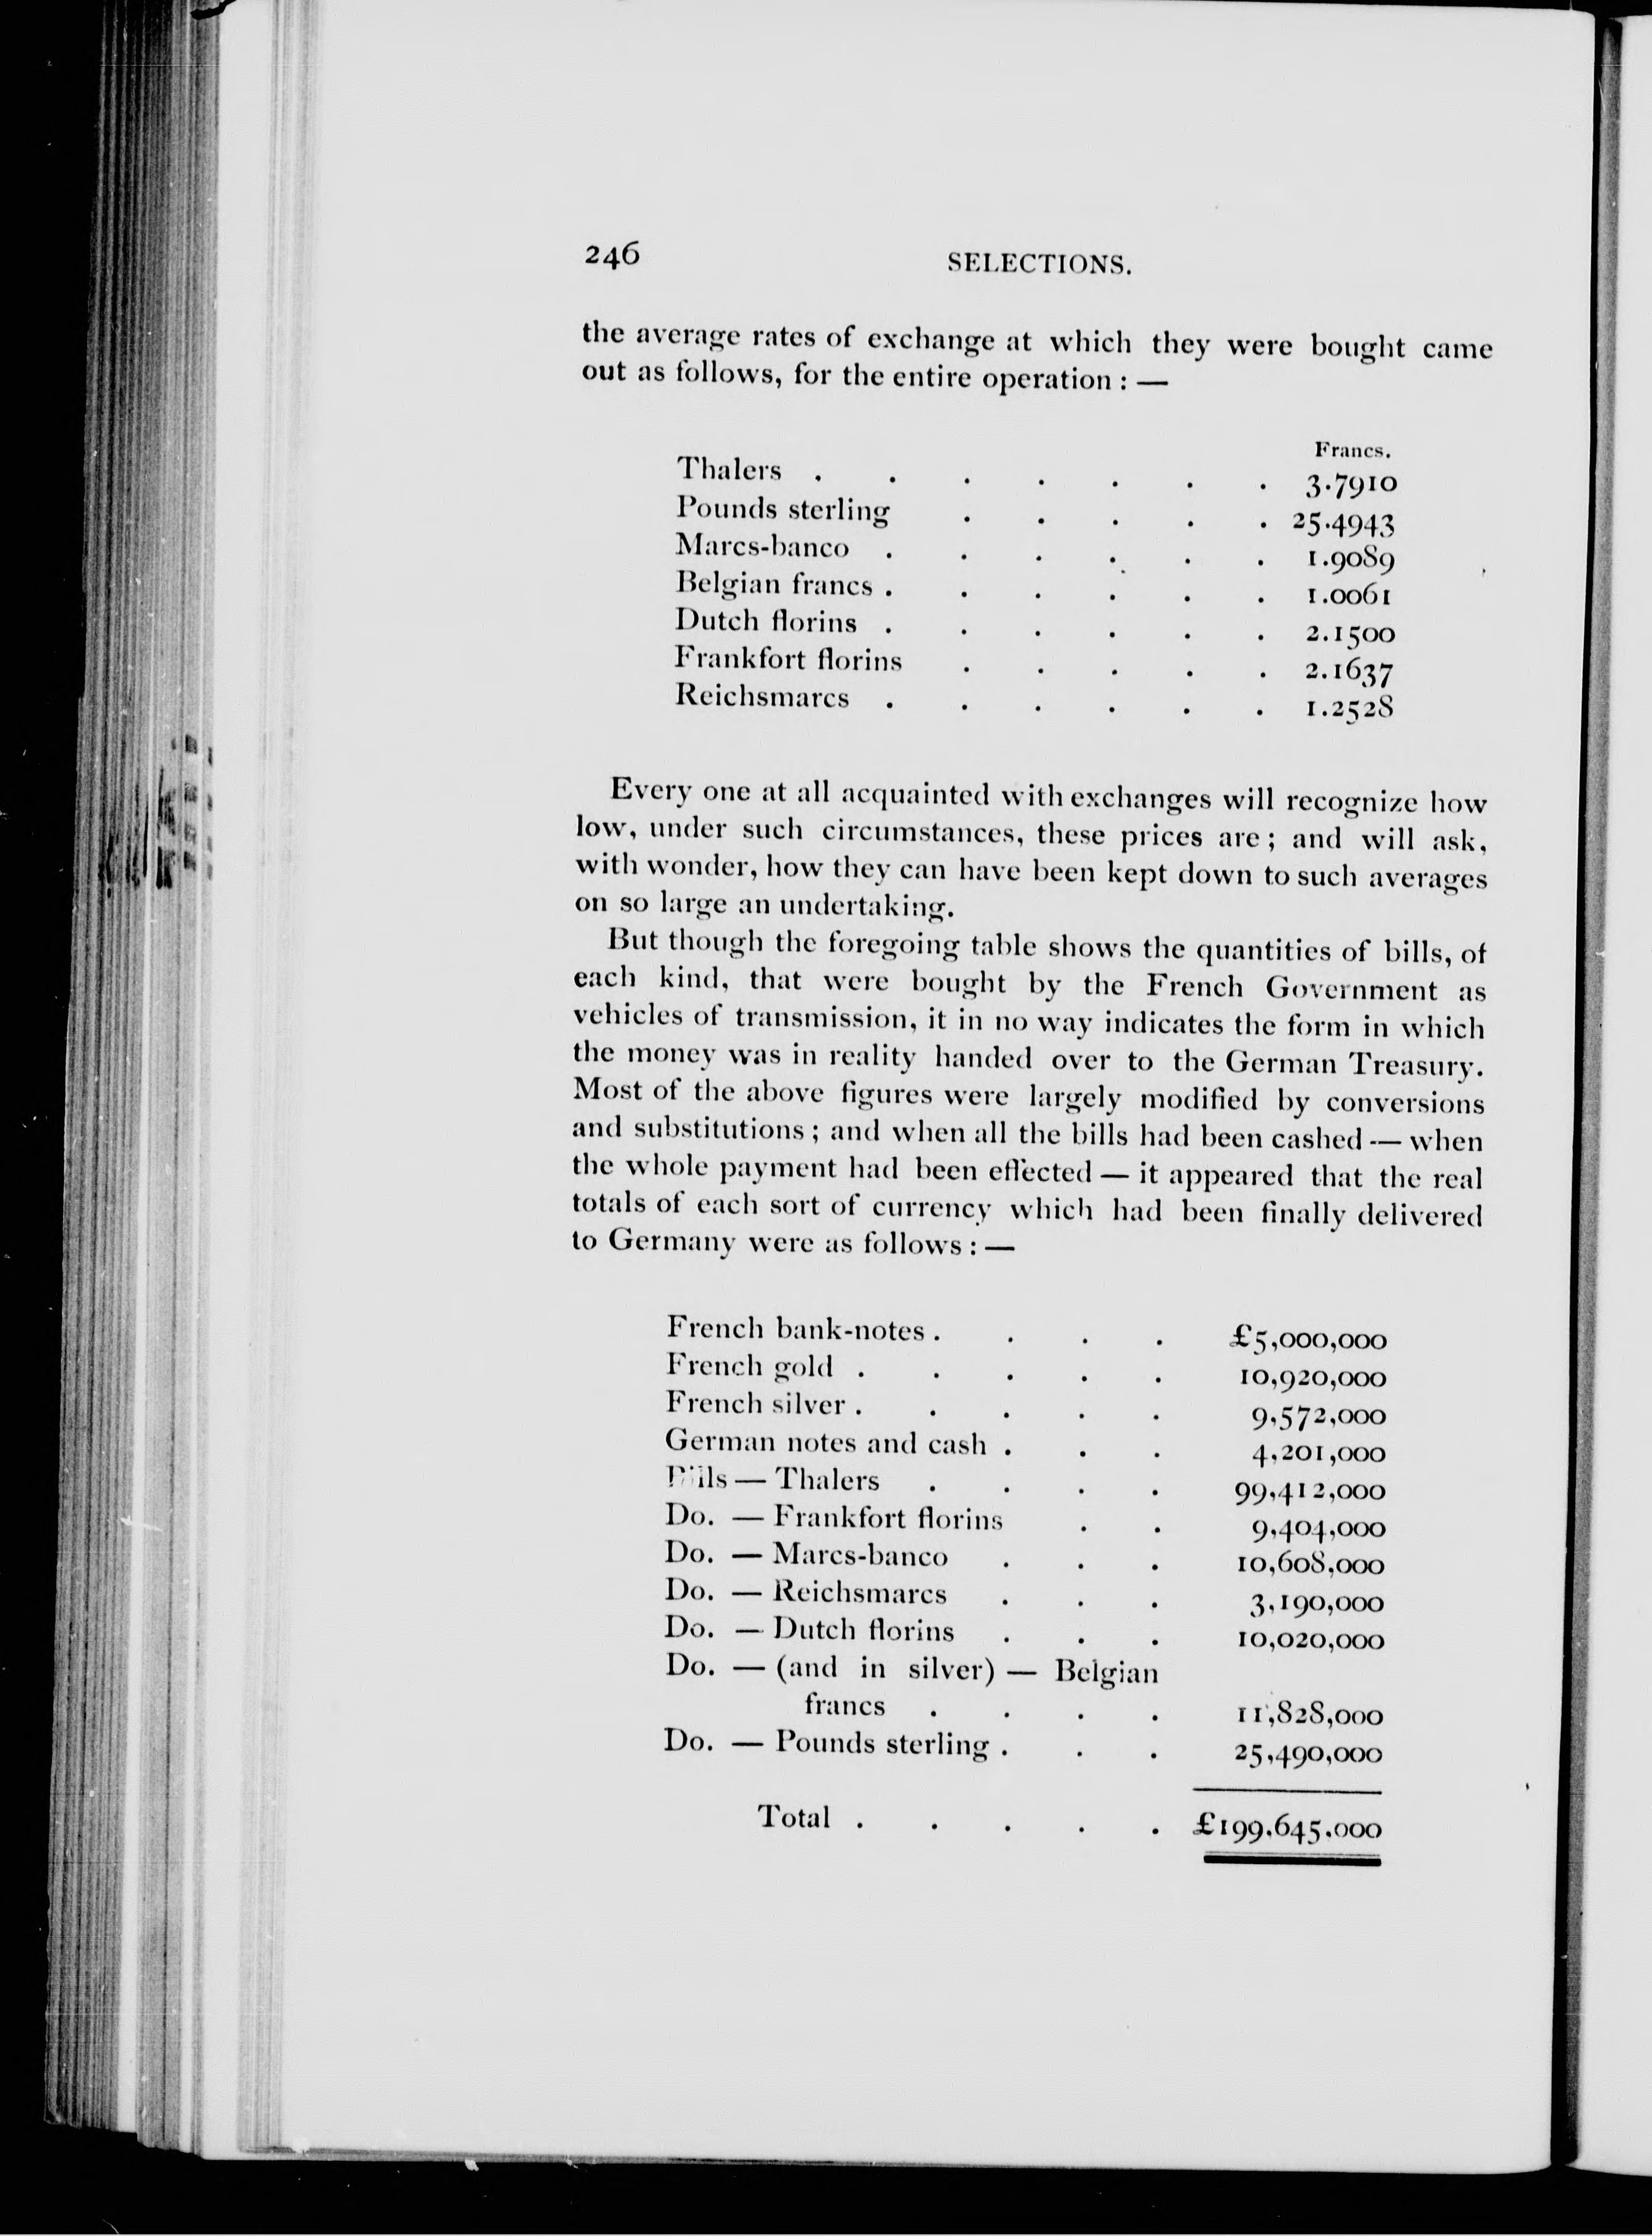 246 SELECTIONS.
the average rates of exchange at which they were bought came
out as follows, for the entire operation : —
Francs.
Thalers . . . . . . . 3.7910
Pounds sterling . . . . . 25.4943
Marcs-banco . . . . . . 1.9089
Belgian francs . . . . . . 1.0061
Dutch florins . . . . . . 2.1500
Frankfort florins . . . . . 2.1637
Reichsmarcs . . . . . . 1.2528
Every one at all acquainted with exchanges will recognize how
low, under such circumstances, these prices are ; and will ask,
with wonder, how they can have been kept down to such averages
on so large an undertaking.
But though the foregoing table shows the quantities of bills, of
each kind, that were bought by the French Government as
vehicles of transmission, it in no way indicates the form in which
the money was in reality handed over to the German Treasury.
Most of the above figures were largely modified by conversions
and substitutions ; and when all the bills had been cashed — when
the whole payment had been effected — it appeared that the real
totals of each sort of currency which had been finally delivered
to Germany were as follows : —
French bank-notes . . . . £5,000,000
French gold . . . . . 10,920,000
French silver . . . . . 9,572,000
German notes and cash . . . 4,201,000
Bills — Thalers . . . . 99,412,000
Do. — Frankfort florins . . 9,404,000
Do. — Marcs-banco . . . 10,608,000
Do. — Reichsmarcs . . . 3,190,000
Do. — Dutch florins . . . 10,020,000
Do. — (and in silver) — Belgian
francs . . . . 11,828,000
Do. — Pounds sterling . . . 25,490,000
Total . . . . . £199,645,000